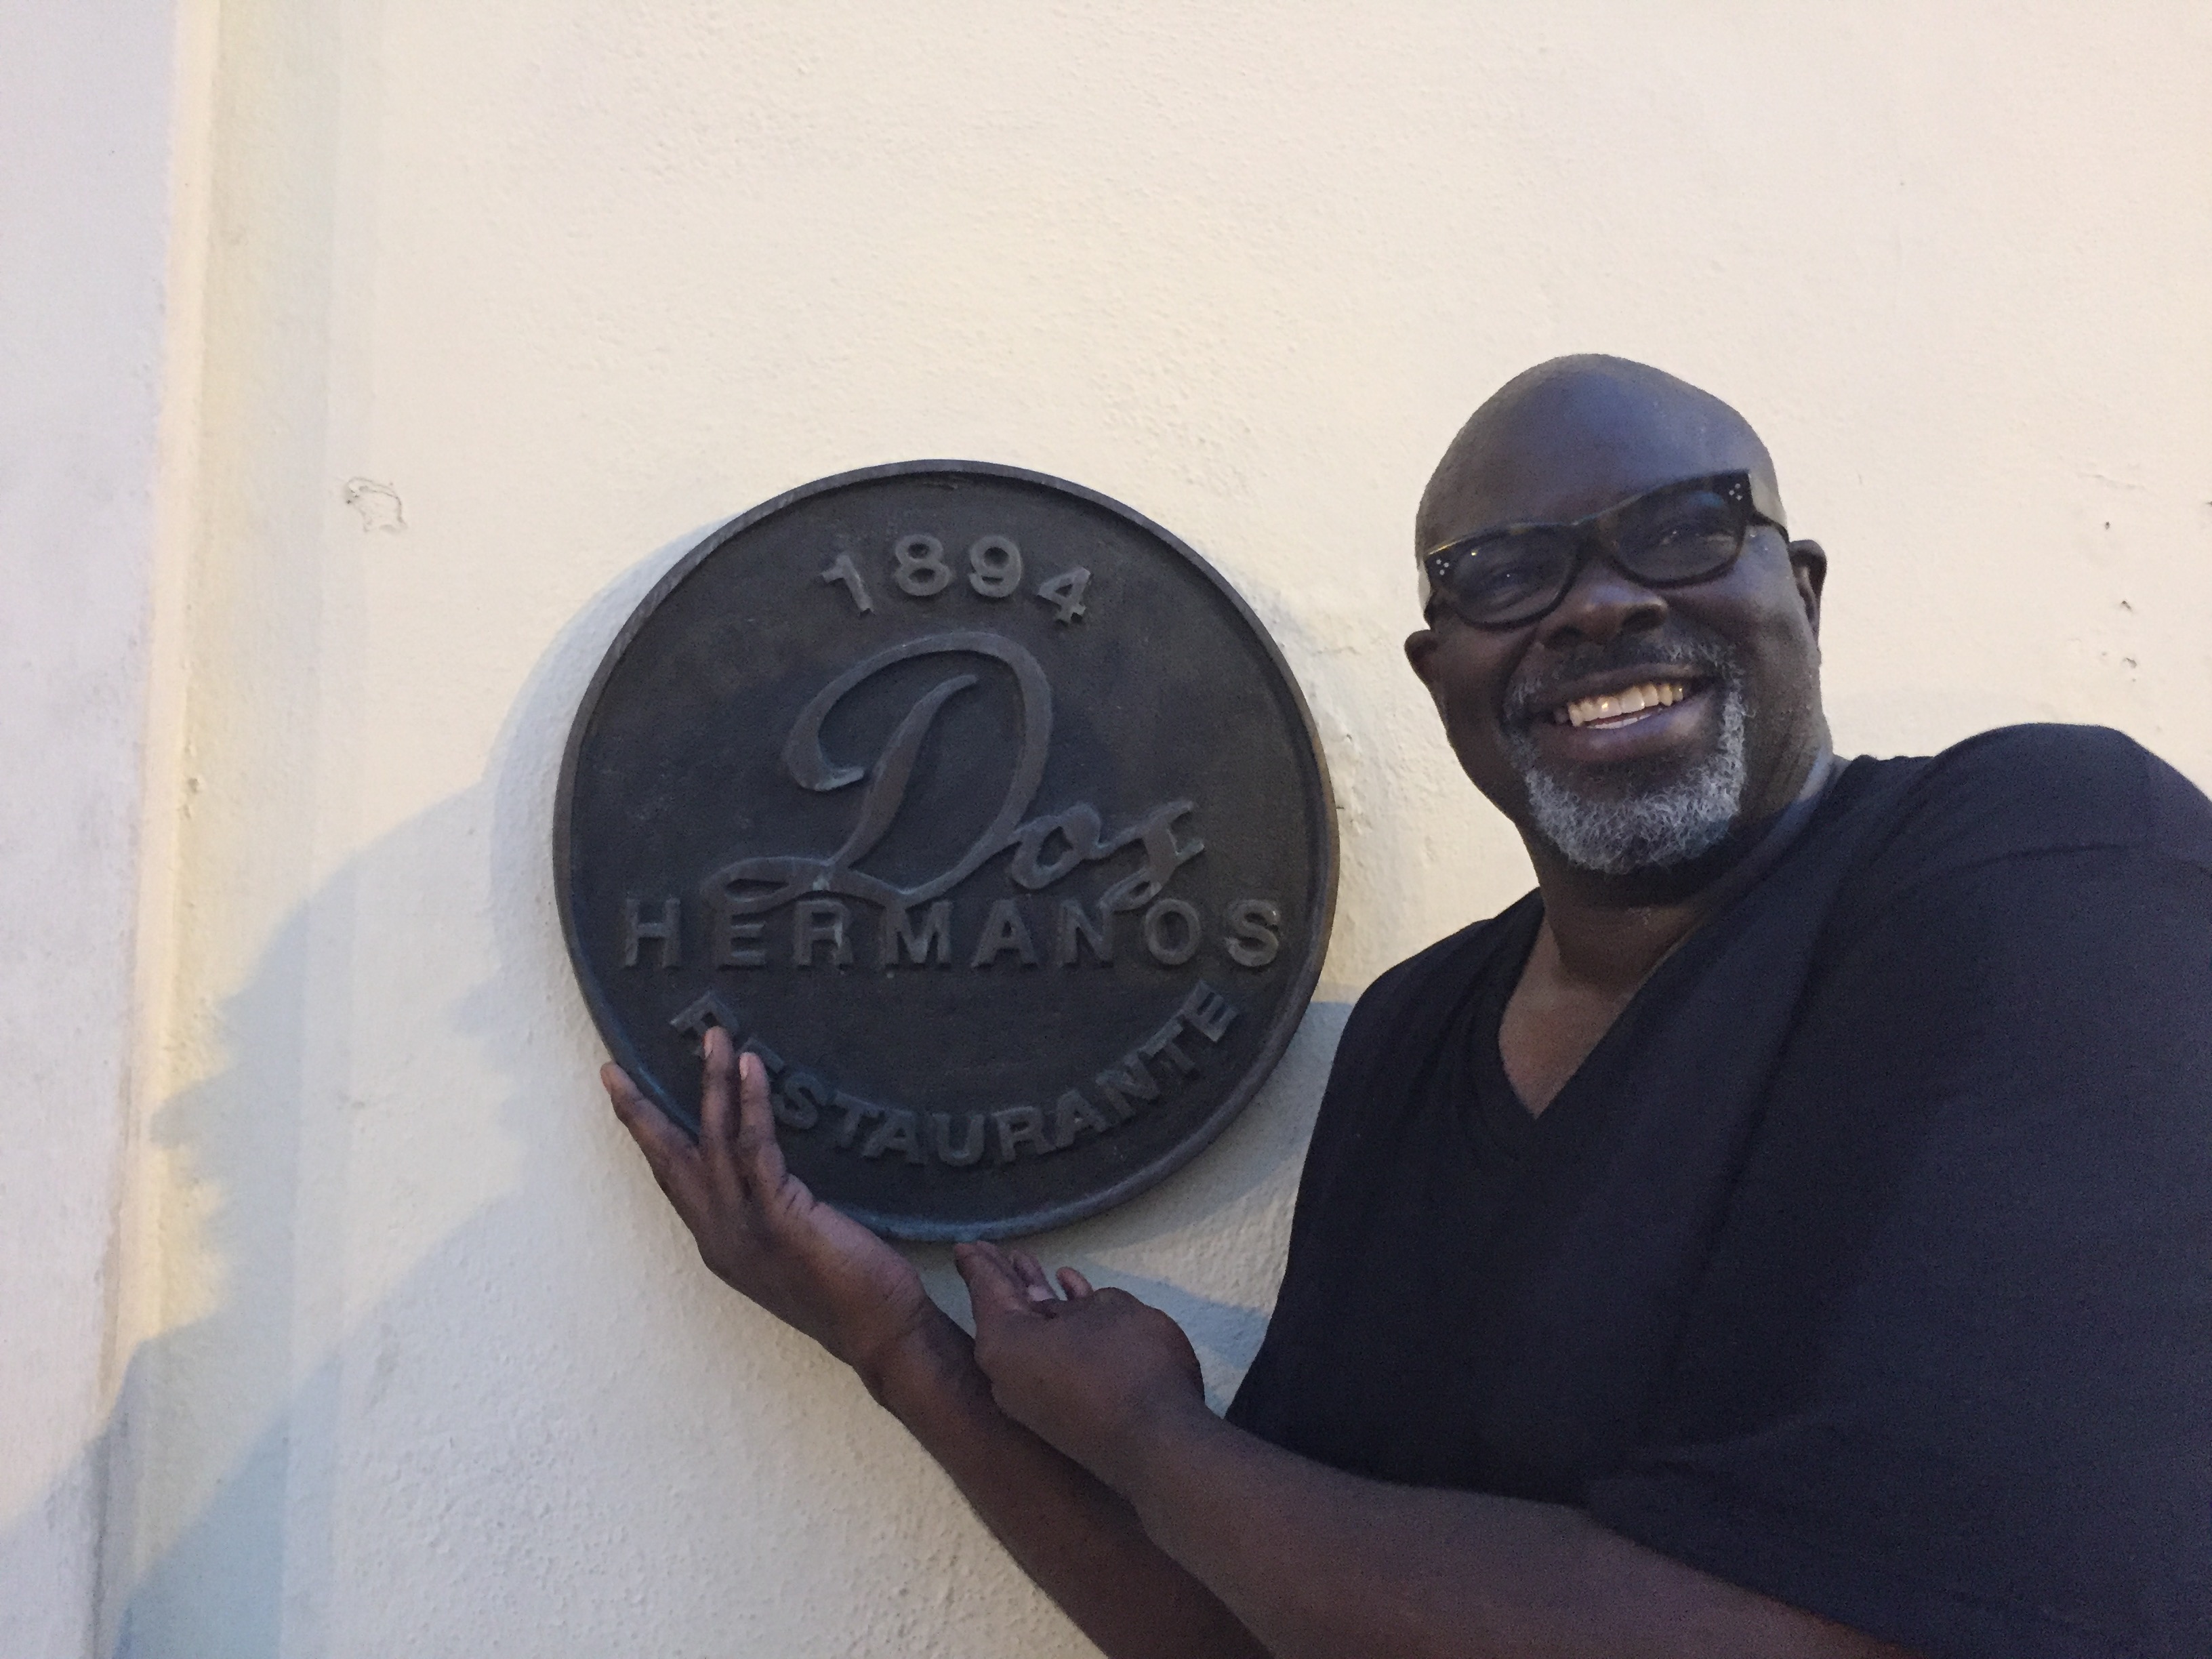 1894
Dos
HERMANOS
RESTAURANTE